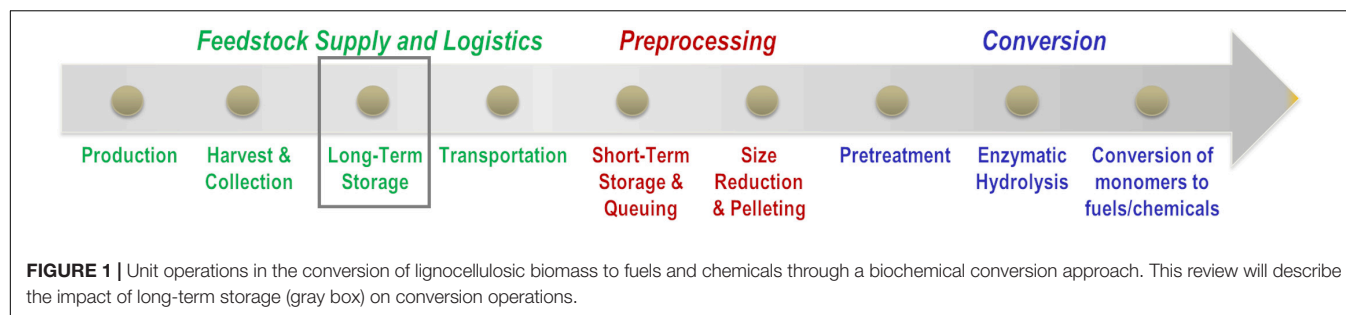 Feedstock Supply and Logistics
Preprocessing
Conversion
Production
Harvest &
Collection
Long-Term
Storage
Transportation
Short-Term
Storage &
Queuing
Size
Reduction
& Pelleting
Pretreatment
Enzymatic
Hydrolysis
Conversion of
monomers to
fuels/chemicals
FIGURE 1 | Unit operations in the conversion of lignocellulosic biomass to fuels and chemicals through a biochemical conversion approach. This review will describe
the impact of long-term storage (gray box) on conversion operations.